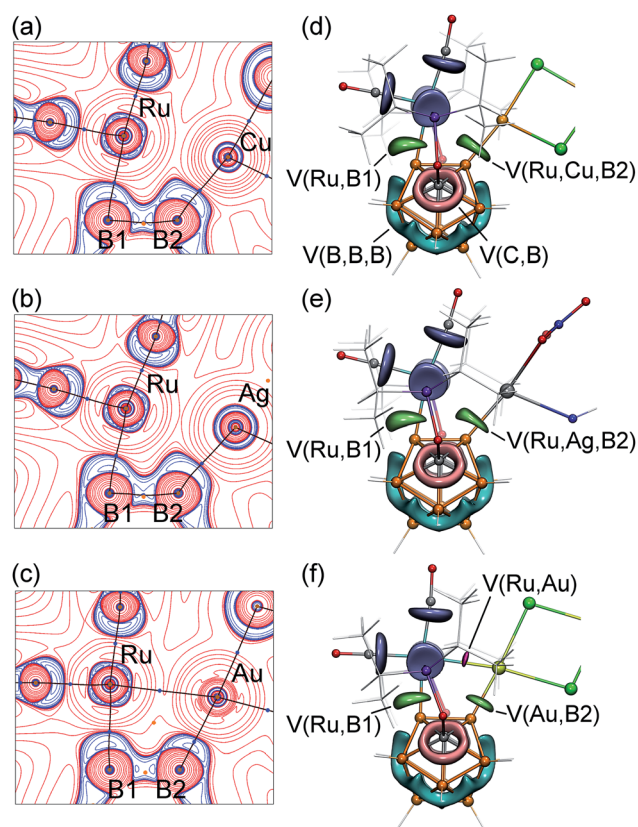 (a)
Ru
Cu
B1
B2
(d)
V(Ru,B1)
V(Ru,Cu,B2)
V(B,B,B)
V(C,B)
(b)
Ru
Ag
B1
B2
(e)
V(Ru,B1)
V(Ru,Ag,B2)
(c)
Ru
Au
B1
B2
(f)
V(Ru,Au)
V(Ru,B1)
V(Au,B2)